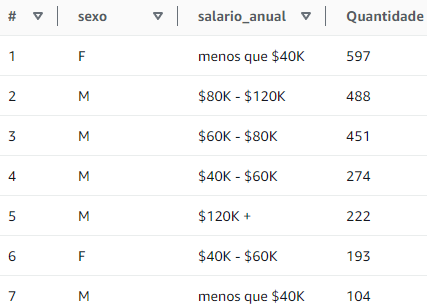 # sexo salario_anual Quantidade
1 F menos que $40K 597
2 M $80K - $120K 488
3 M $60K - $80K 451
4 M $40K - $60K 274
5 M $120K + 222
6 F $40K - $60K 193
7 M menos que $40K 104